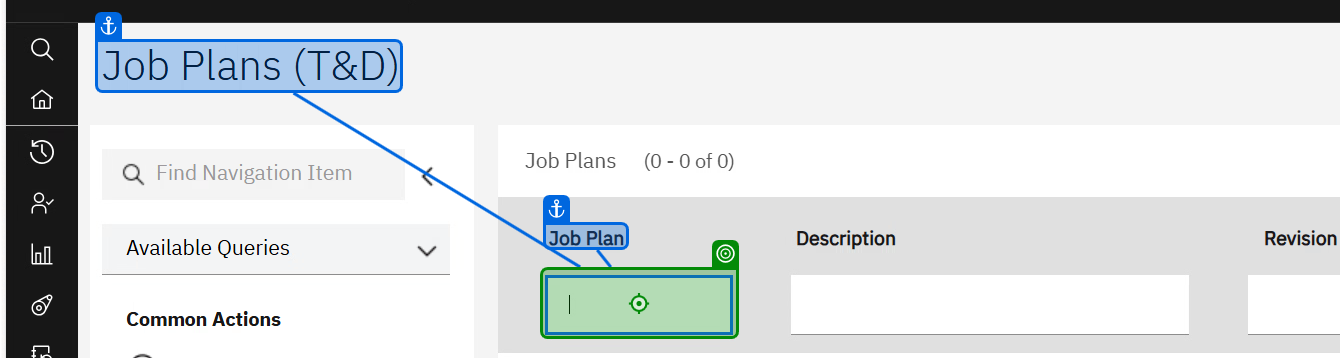 Job Plans (T&D)
Find Navigation Item
Available Queries
Common Actions
Job Plans (0 - 0 of 0)
Job Plan Description Revision